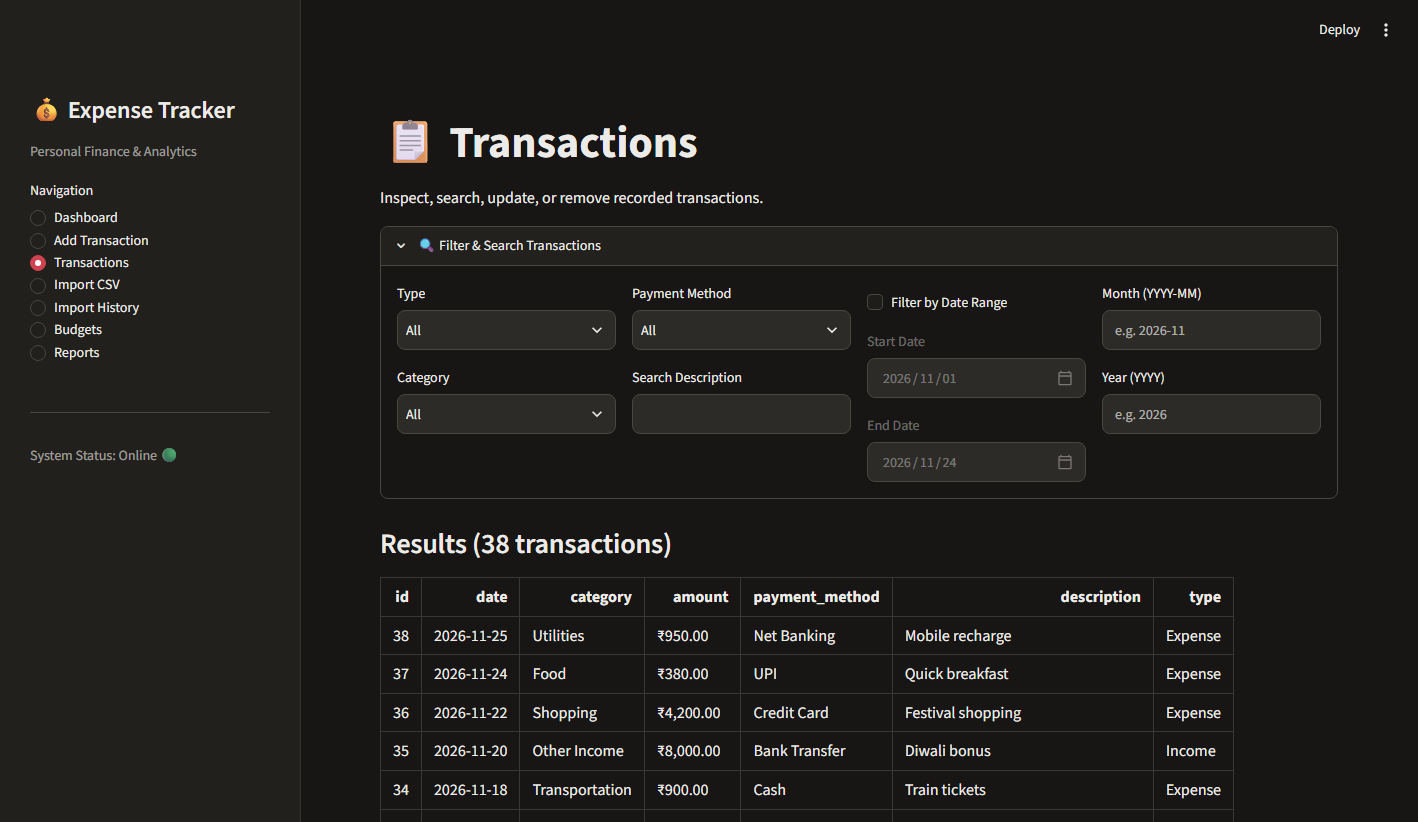 Deploy
Expense Tracker
Personal Finance & Analytics
Navigation
Dashboard
Add Transaction
Transactions
Import CSV
Import History
Budgets
Reports
System Status: Online
Transactions
Inspect, search, update, or remove recorded transactions.
Filter & Search Transactions
Type
All
Category
All
Payment Method
All
Search Description
Filter by Date Range
Start Date
2026/11/01
End Date
2026/11/24
Month (YYYY-MM)
e.g. 2026-11
Year (YYYY)
e.g. 2026
Results (38 transactions)
id date category amount payment_method description type
38 2026-11-25 Utilities ₹950.00 Net Banking Mobile recharge Expense
37 2026-11-24 Food ₹380.00 UPI Quick breakfast Expense
36 2026-11-22 Shopping ₹4,200.00 Credit Card Festival shopping Expense
35 2026-11-20 Other Income ₹8,000.00 Bank Transfer Diwali bonus Income
34 2026-11-18 Transportation ₹900.00 Cash Train tickets Expense